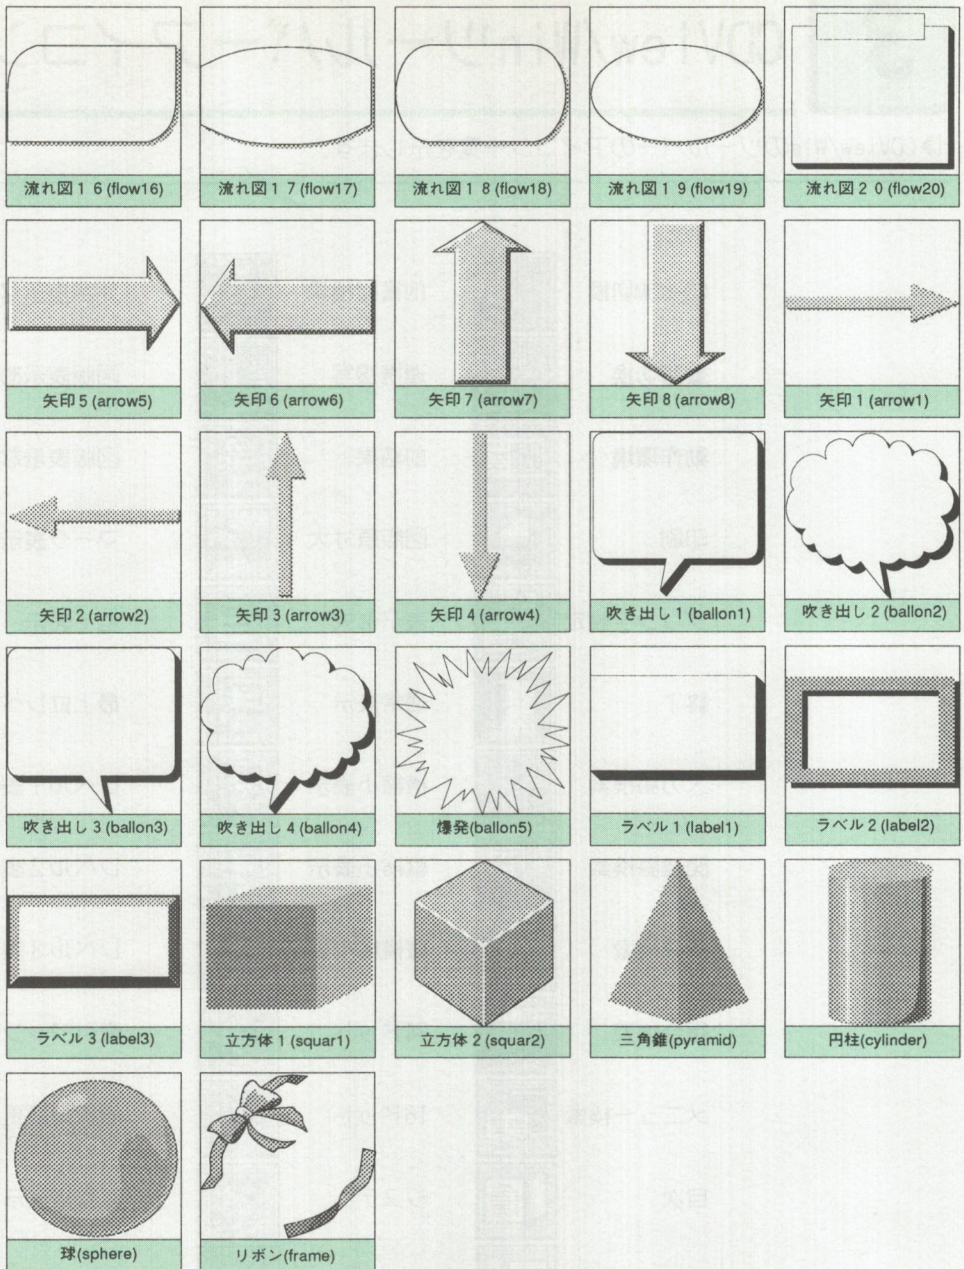 流れ図１６(flow16)
流れ図１７(flow17)
流れ図１８(flow18)
流れ図１９(flow19)
流れ図２０(flow20)
矢印5(arrow5)
矢印6(arrow6)
矢印7(arrow7)
矢印8(arrow8)
矢印1(arrow1)
矢印2(arrow2)
矢印3(arrow3)
矢印4(arrow4)
吹き出し1(ballon1)
吹き出し2(ballon2)
吹き出し3(ballon3)
吹き出し4(ballon4)
爆発(ballon5)
ラベル1(label1)
ラベル2(label2)
ラベル3(label3)
立方体1(squar1)
立方体2(squar2)
三角錐(pyramid)
円柱(cylinder)
球(sphere)
リボン(frame)